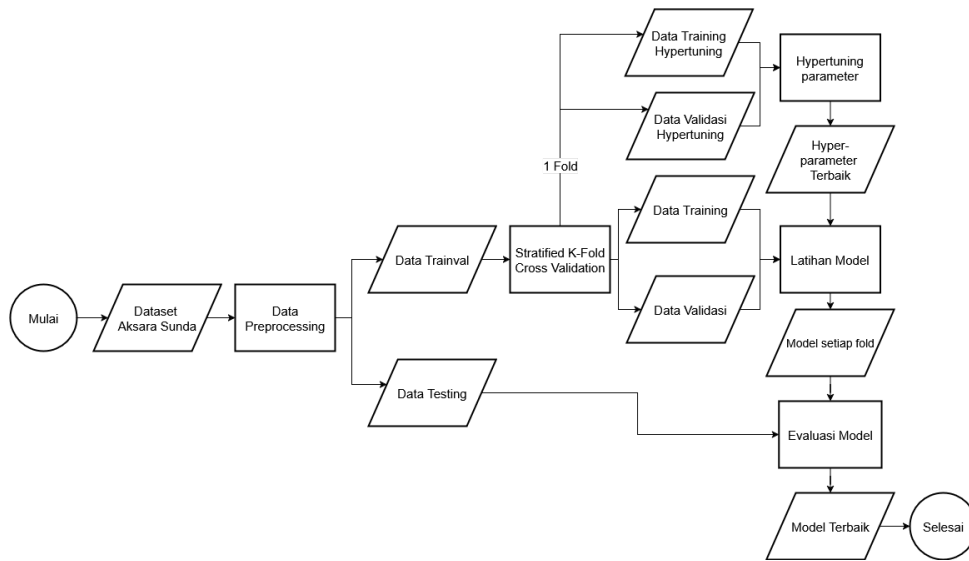 Mulai
Dataset
Aksara Sunda
Data
Preprocessing
Data Trainval
Data Testing
Stratified K-Fold
Cross Validation
1 Fold
Data Training
Hypertuning
Data Validasi
Hypertuning
Data Training
Data Validasi
Hypertuning
parameter
Hyper-
parameter
Terbaik
Latihan Model
Model setiap fold
Evaluasi Model
Model Terbaik
Selesai